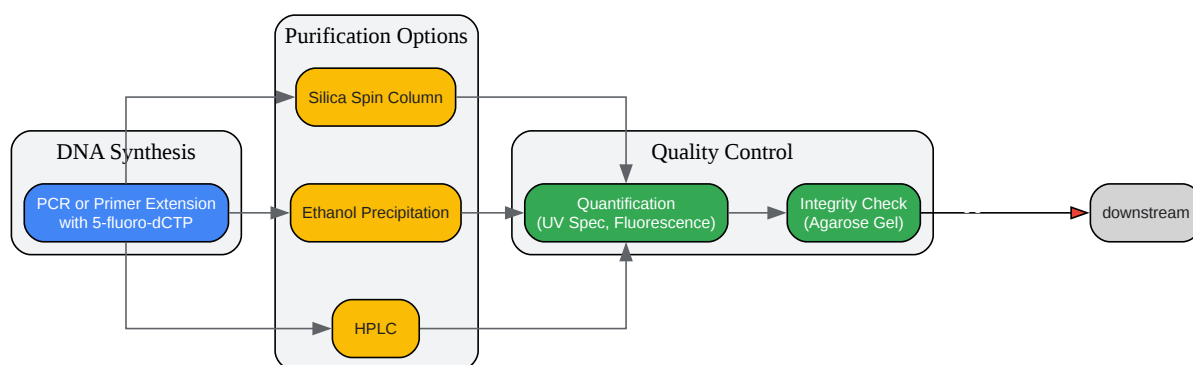 Purification Options
Silica Spin Column
DNA Synthesis
PCR or Primer Extension
with 5-fluoro-dCTP
Ethanol Precipitation
HPLC
Quality Control
Quantification
(UV Spec, Fluorescence)
Integrity Check
(Agarose Gel)
downstream